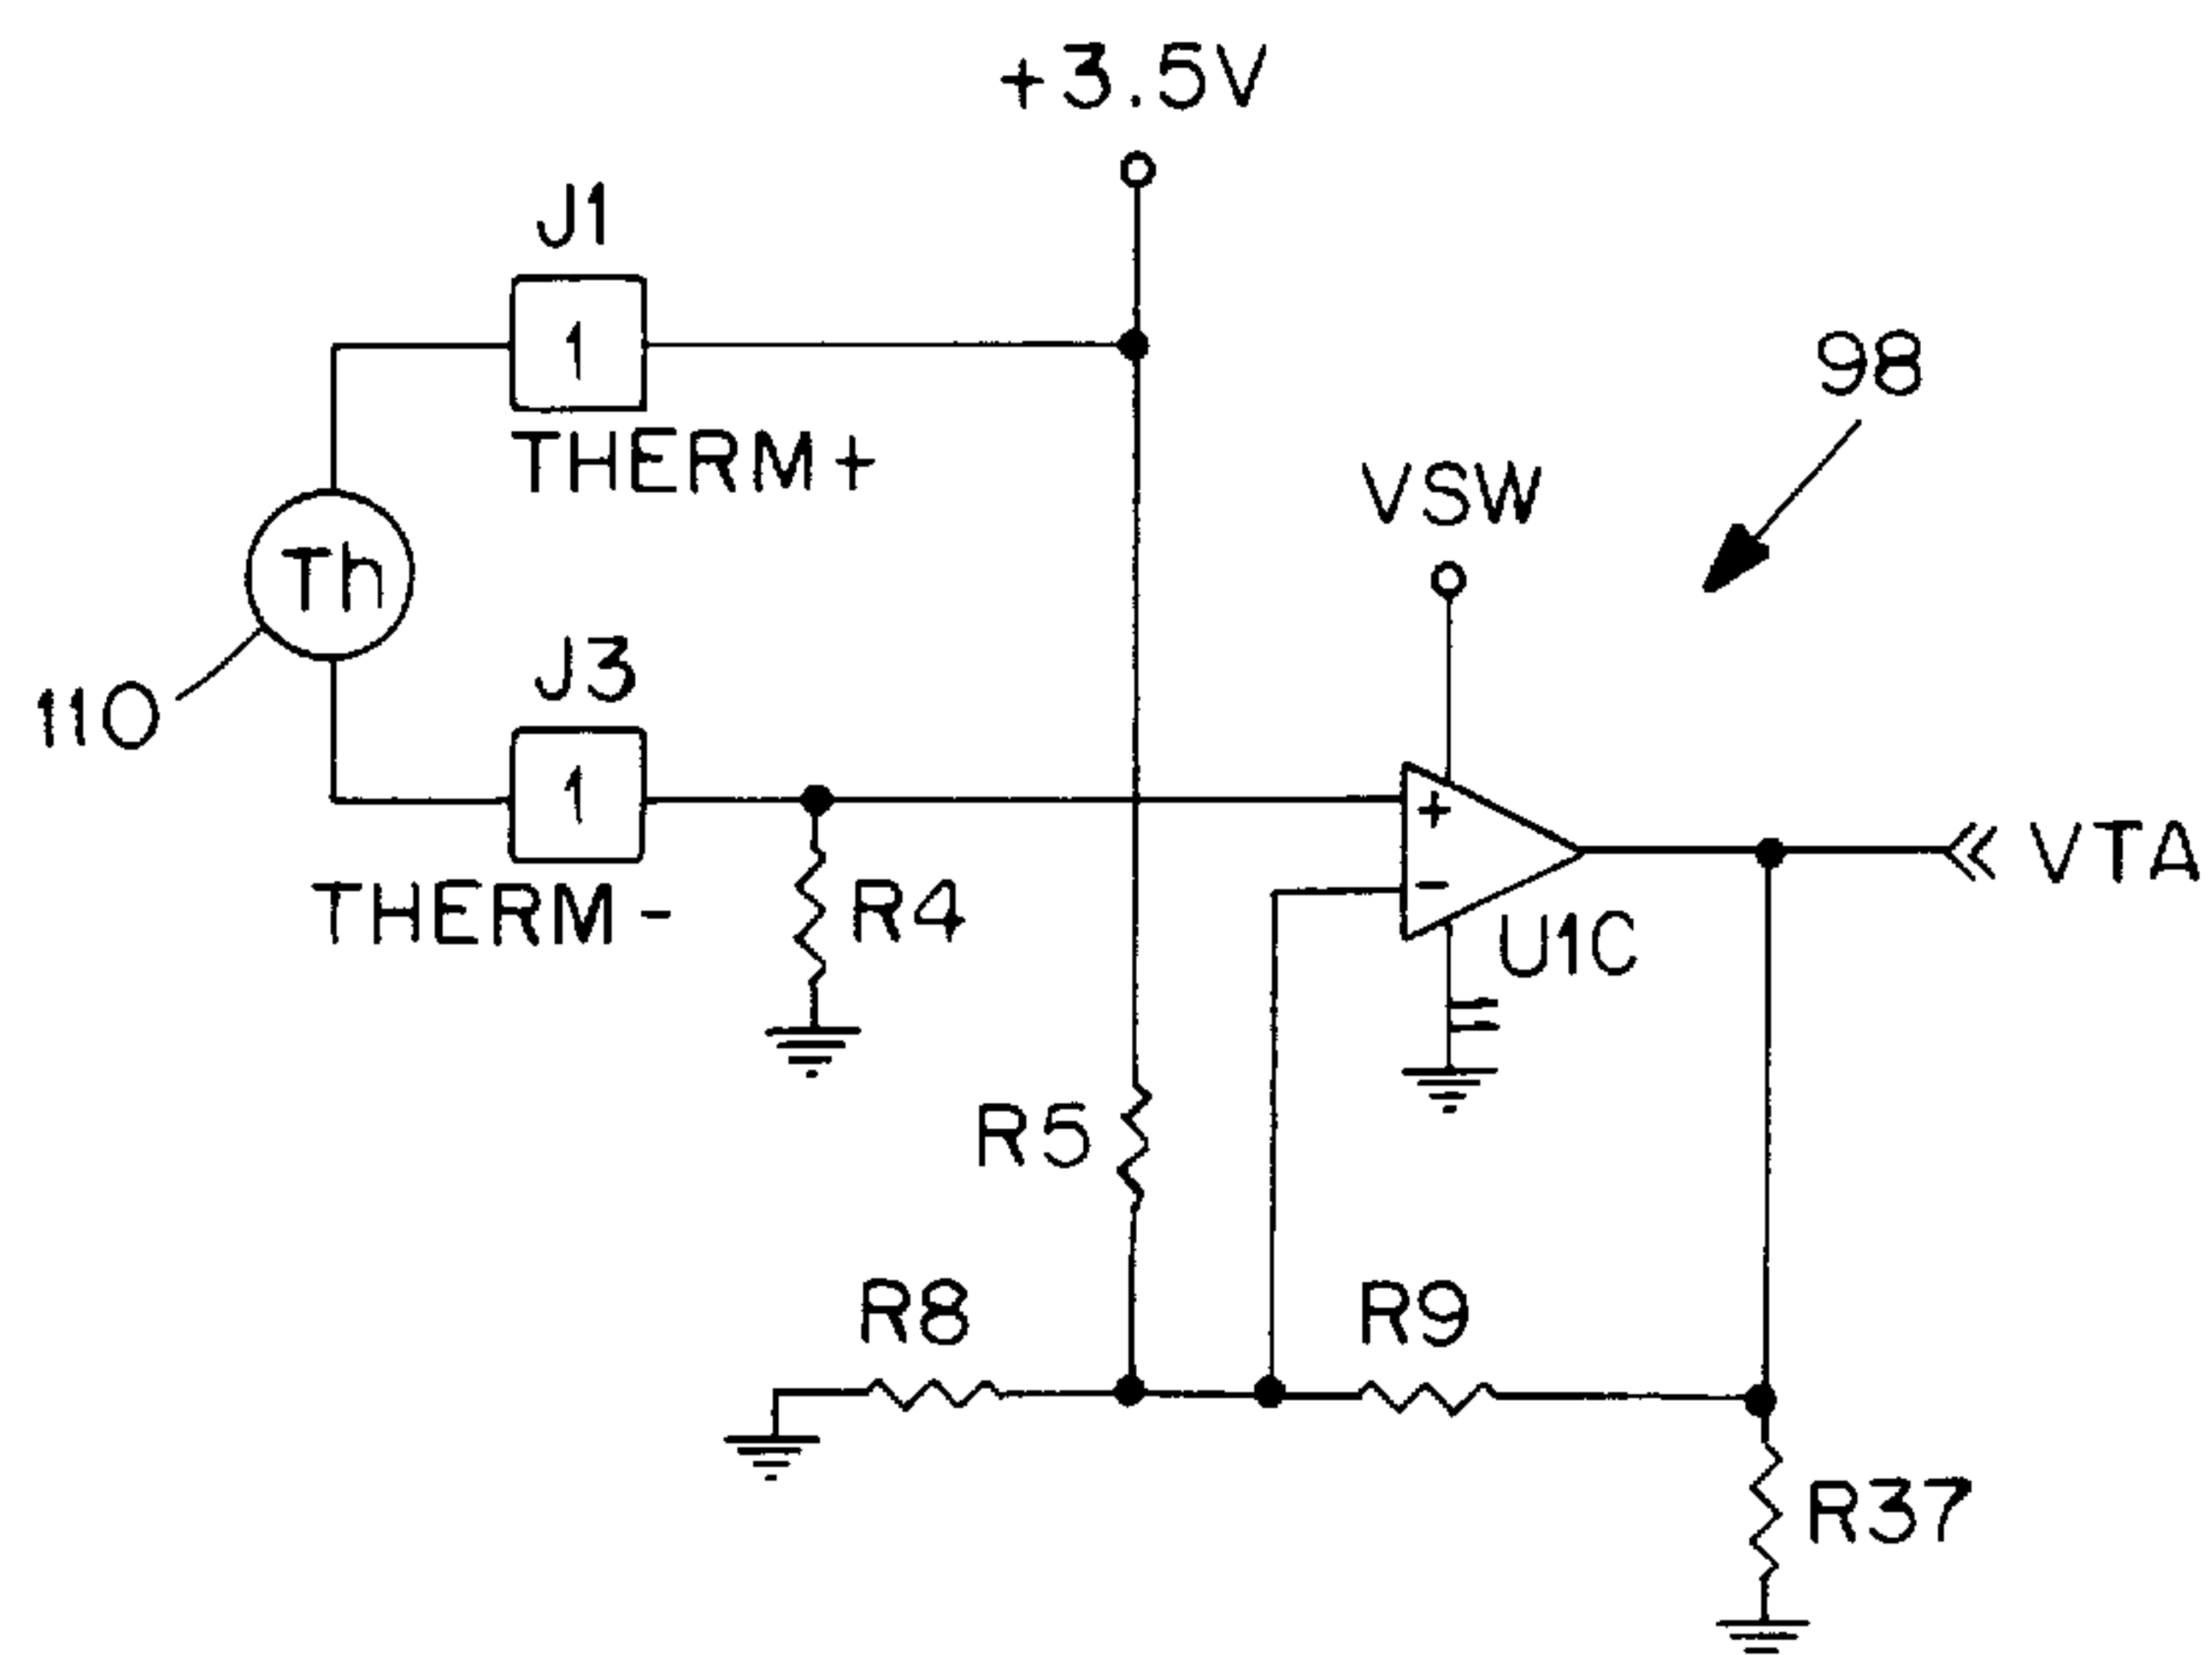 +3.5V
J1
1
THERM+
98
VSW
Th
110
J3
1
THERM-
R4
+
-
U1C
VTA
R5
R8
R9
R37